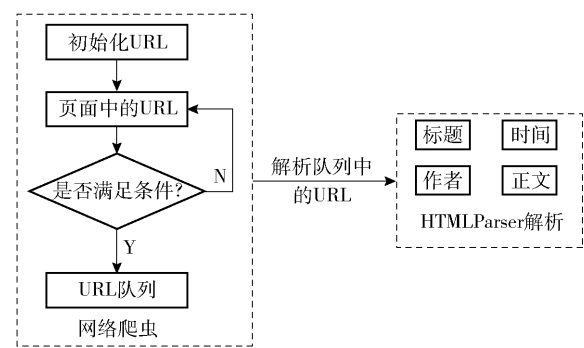 初始化URL
页面中的URL
是否满足条件?
N
Y
URL队列
网络爬虫
解析队列中
的URL
标题
时间
作者
正文
HTMLParser解析